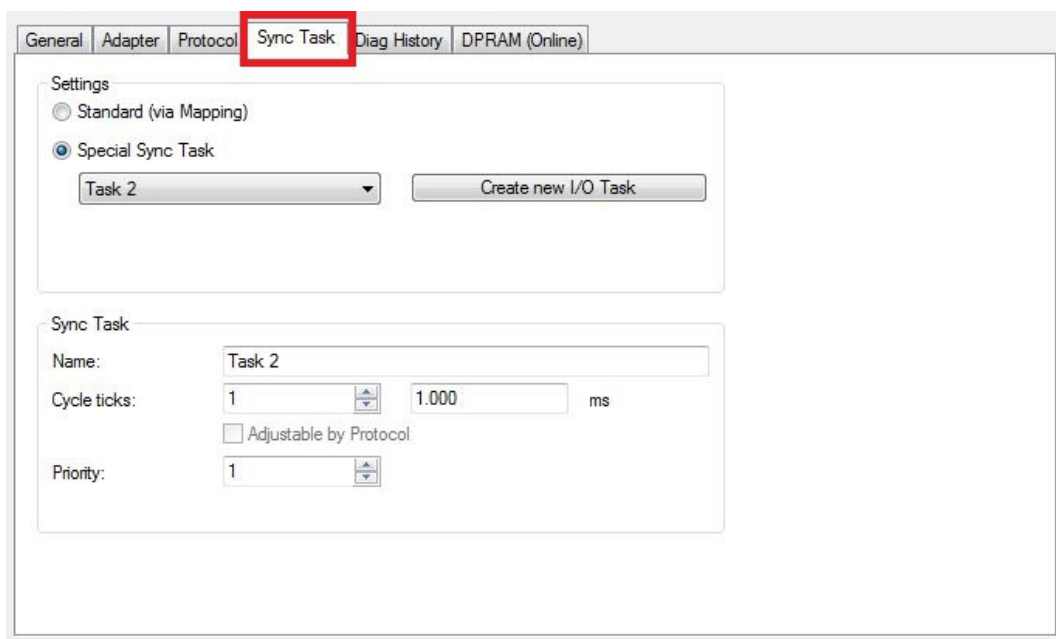 General Adapter Protocol Sync Task Diag History DPRAM (Online)
Settings
Standard (via Mapping)
Special Sync Task
Task 2 Create new I/O Task
Sync Task
Name: Task 2
Cycle ticks: 1 1.000 ms
Adjustable by Protocol
Priority: 1